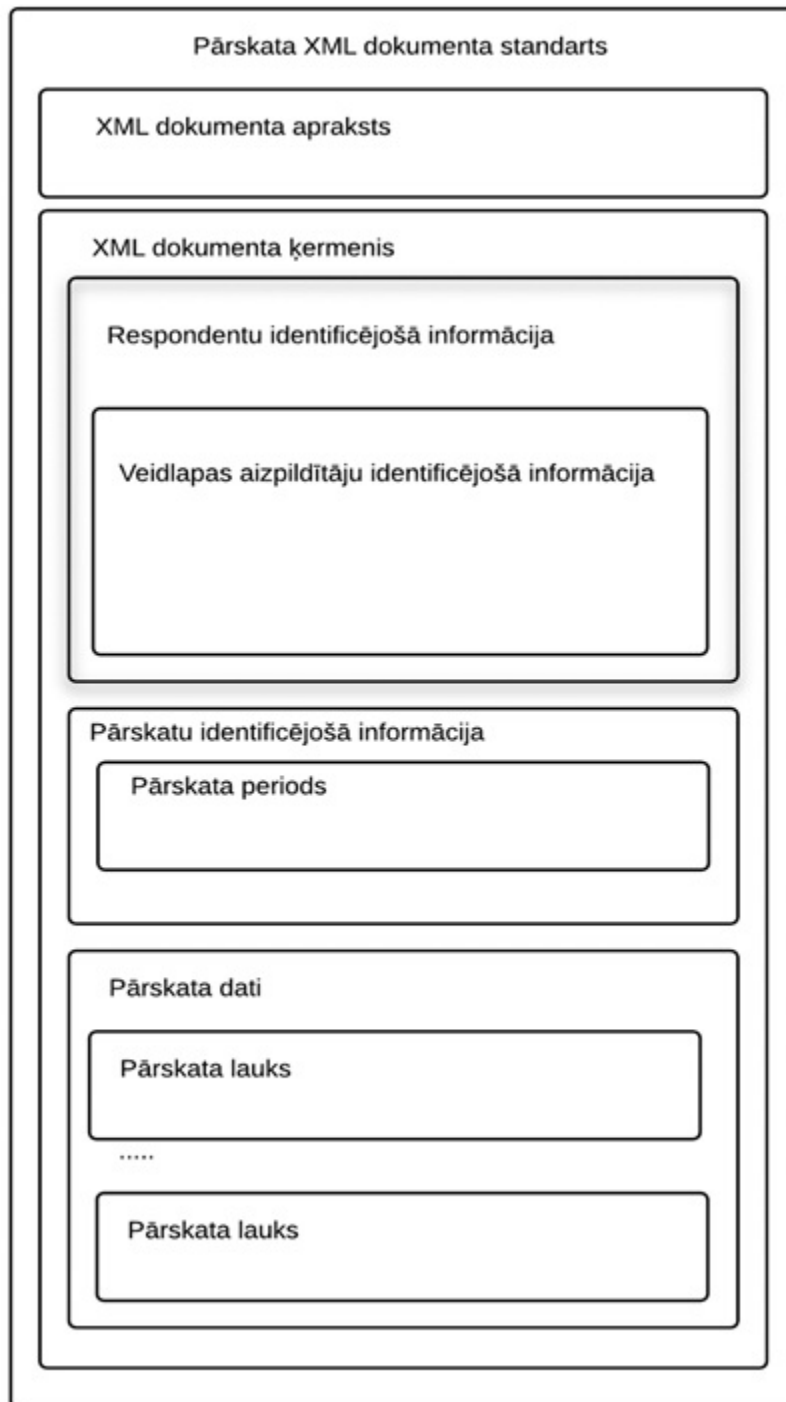 Pārskata XML dokumenta standarts
XML dokumenta apraksts
XML dokumenta ķermenis
Respondentu identificējošā informācija
Veidlapas aizpildītāju identificējošā informācija
Pārskatu identificējošā informācija
Pārskata periods
Pārskata dati
Pārskata lauks
.....
Pārskata lauks